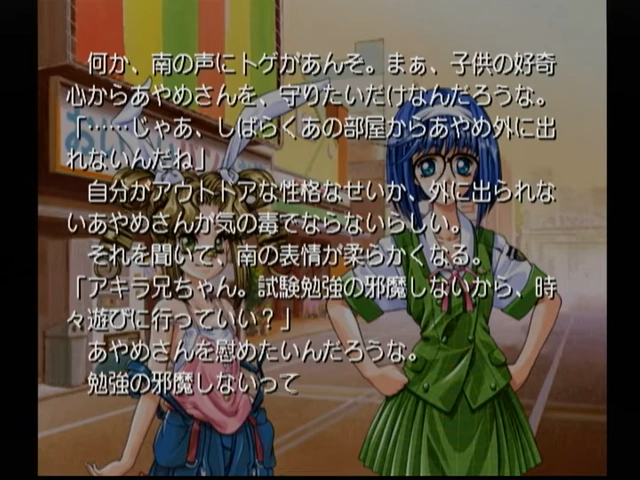 何か、南の声にトゲがあんぞ。まぁ、子供の好奇
心からあやめさんを、守りたいだけなんだろうな。
「……じゃあ、しばらくあの部屋からあやめ外に出
れないんだね」
自分がアウトドアな性格なせいか、外に出られな
いあやめさんが気の毒でならないらしい。
それを聞いて、南の表情が柔らかくなる。
「アキラ兄ちゃん。試験勉強の邪魔しないから、時
々遊びに行っていい？」
あやめさんを慰めたいんだろうな。
勉強の邪魔しないって